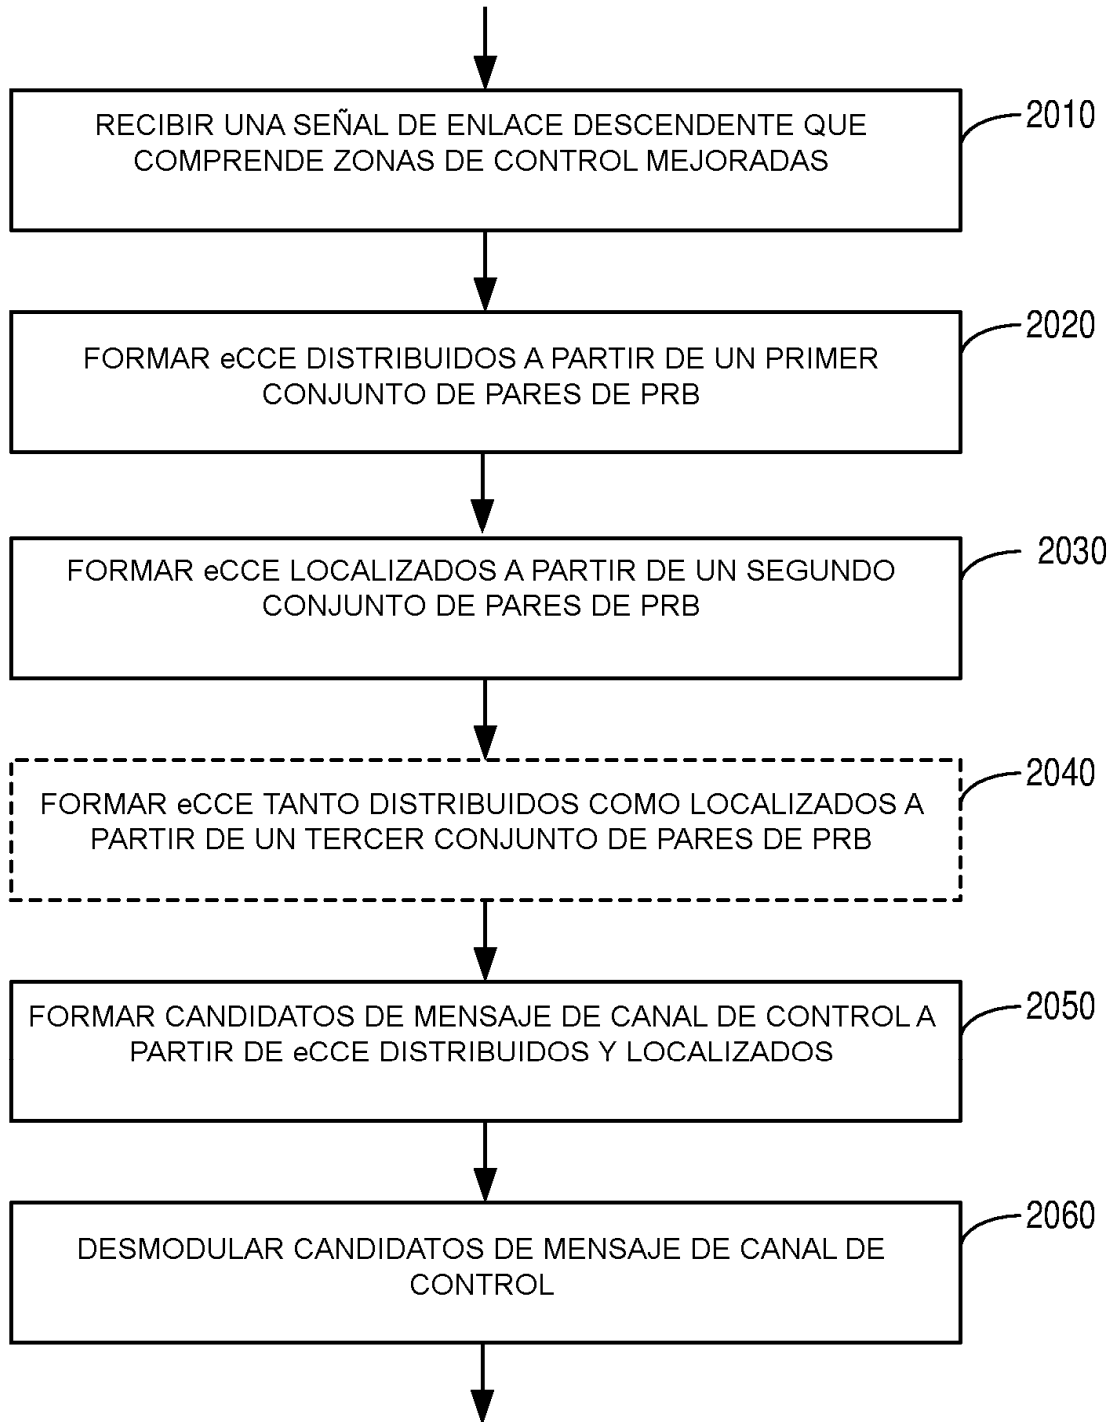 RECIBIR UNA SEÑAL DE ENLACE DESCENDENTE QUE
COMPRENDE ZONAS DE CONTROL MEJORADAS
2010
FORMAR eCCE DISTRIBUIDOS A PARTIR DE UN PRIMER
CONJUNTO DE PARES DE PRB
2020
FORMAR eCCE LOCALIZADOS A PARTIR DE UN SEGUNDO
CONJUNTO DE PARES DE PRB
2030
FORMAR eCCE TANTO DISTRIBUIDOS COMO LOCALIZADOS A
PARTIR DE UN TERCER CONJUNTO DE PARES DE PRB
2040
FORMAR CANDIDATOS DE MENSAJE DE CANAL DE CONTROL A
PARTIR DE eCCE DISTRIBUIDOS Y LOCALIZADOS
2050
DESMODULAR CANDIDATOS DE MENSAJE DE CANAL DE
CONTROL
2060